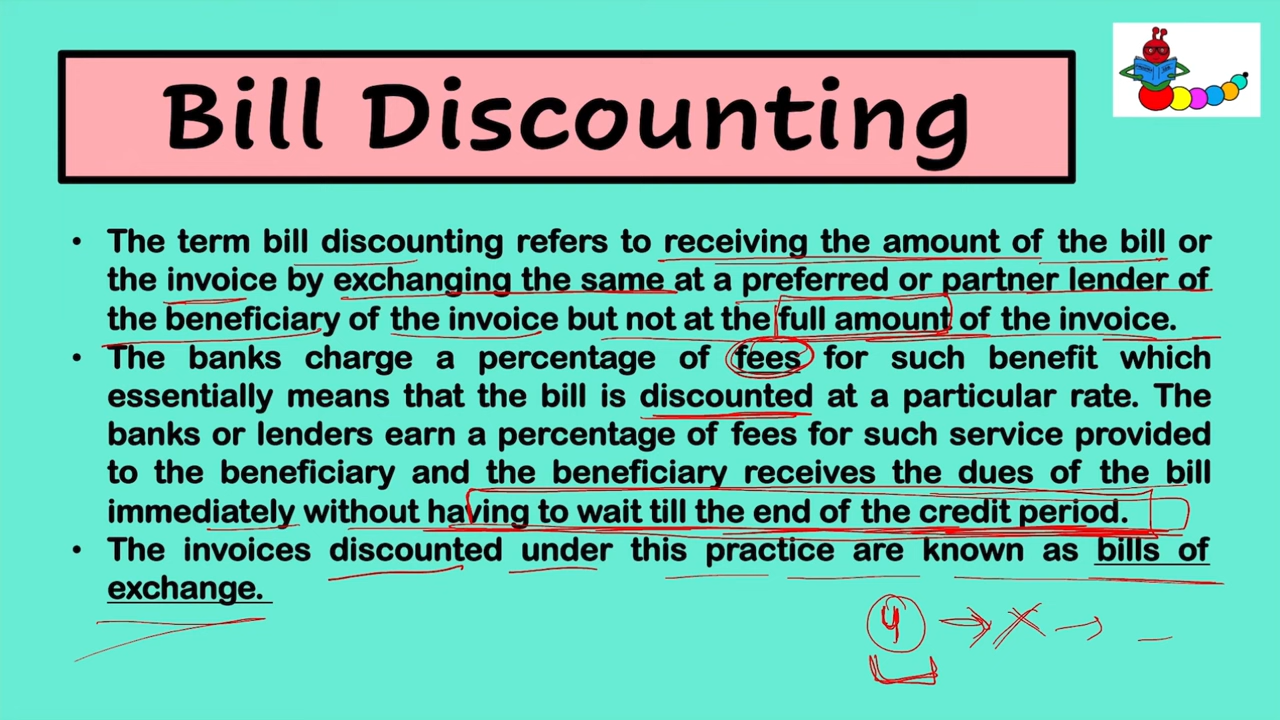 Bill Discounting
• The term bill discounting refers to receiving the amount of the bill or
the invoice by exchanging the same at a preferred or partner lender of
the beneficiary of the invoice but not at the full amount of the invoice.
• The banks charge a percentage of fees for such benefit which
essentially means that the bill is discounted at a particular rate. The
banks or lenders earn a percentage of fees for such service provided
to the beneficiary and the beneficiary receives the dues of the bill
immediately without having to wait till the end of the credit period.
• The invoices discounted under this practice are known as bills of
exchange.